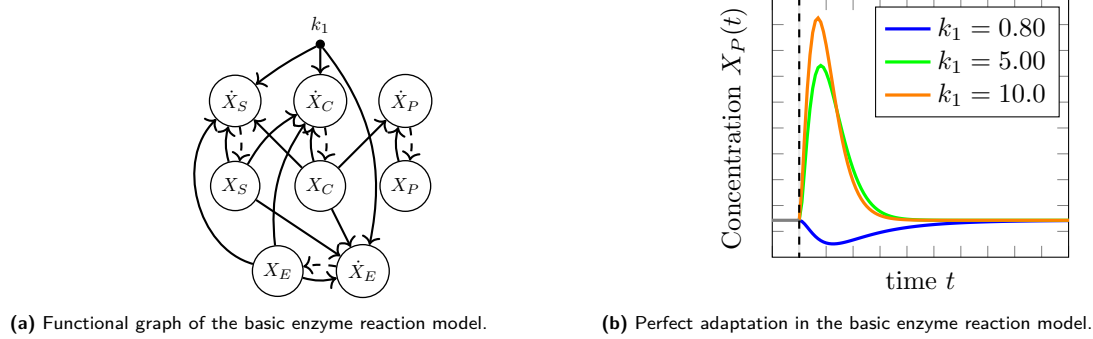 k₁
Ẋ_S
Ẋ_C
Ẋ_P
X_S
X_C
X_P
X_E
Ẋ_E
(a) Functional graph of the basic enzyme reaction model.
Concentration X_P(t)
k₁ = 0.80
k₁ = 5.00
k₁ = 10.0
time t
(b) Perfect adaptation in the basic enzyme reaction model.